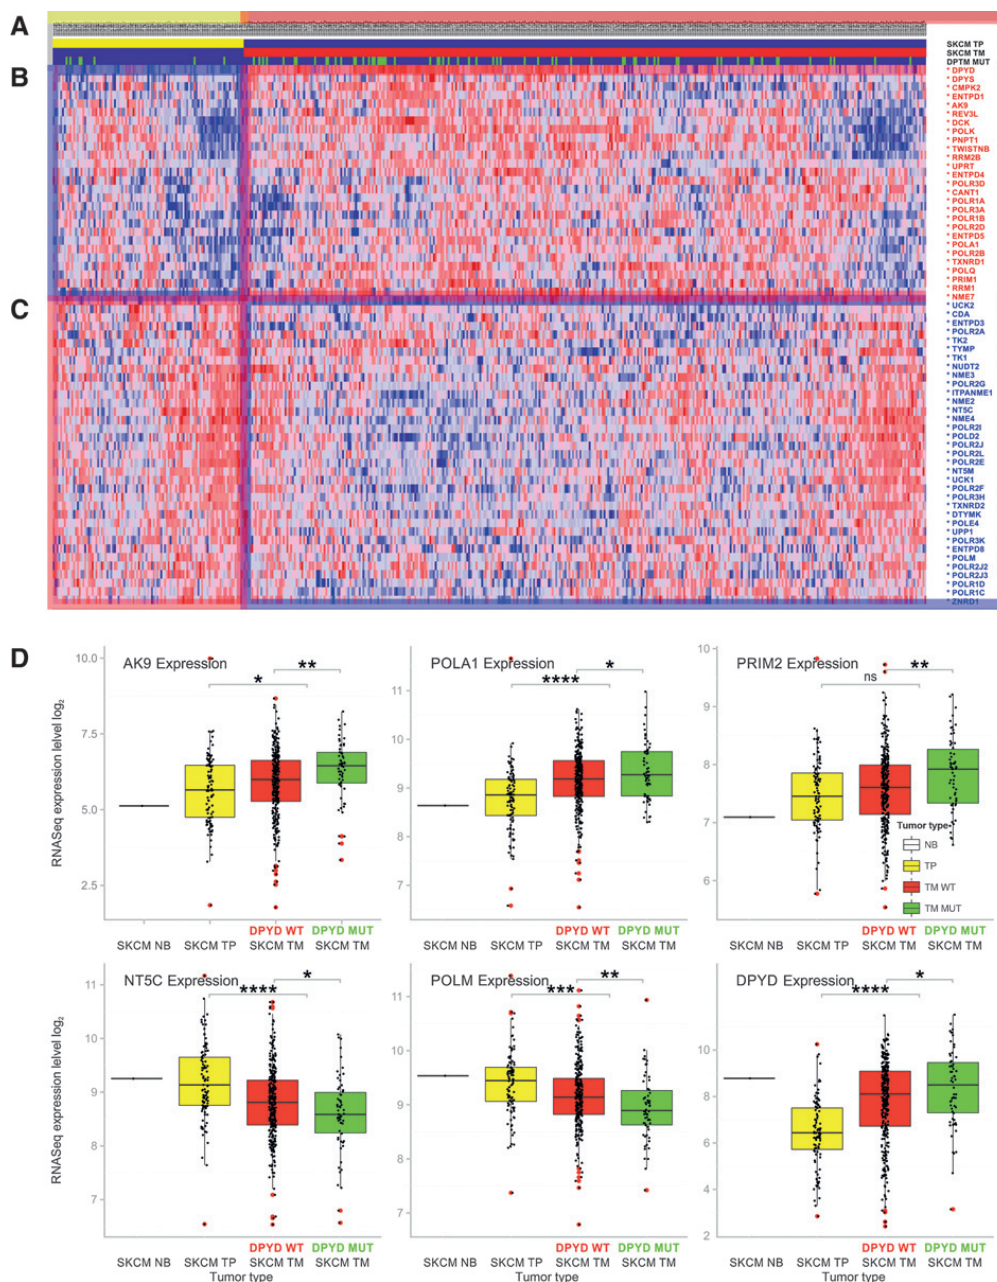 A
SKCM TP
SKCM TM
DPTM MUT
B
* DPYD
* DPYS
* CMPK2
* ENTPD1
* AK9
* REV3L
* DCK
* POLK
* PNPT1
* TWISTNB
* RRM2B
* UPRT
* ENTPD4
* POLR3D
* CANT1
* POLR1A
* POLR3A
* POLR1B
* POLR2D
* ENTPD5
* POLA1
* POLR2B
* TXNRD1
* POLQ
* PRIM1
* RRM1
* NME7
C
* UCK2
* CDA
* ENTPD3
* POLR2A
* TK2
* TYMP
* TK1
* NUDT2
* NME3
* POLR2G
* ITPANME1
* NME2
* NT5C
* NME4
* POLR2I
* POLD2
* POLR2J
* POLR2L
* POLR2E
* NT5M
* UCK1
* POLR2F
* POLR3H
* TXNRD2
* DTYMK
* POLE4
* UPP1
* POLR3K
* ENTPD8
* POLM
* POLR2J2
* POLR2J3
* POLR1D
* POLR1C
* ZNRD1
D
AK9 Expression
**
*
RNASeq expression lelvel log2
10.0
7.5
5.0
2.5
DPYD WT DPYD MUT
SKCM NB SKCM TP SKCM TM SKCM TM
POLA1 Expression
*
****
11
10
9
8
7
6
DPYD WT DPYD MUT
SKCM NB SKCM TP SKCM TM SKCM TM
PRIM2 Expression
**
ns
10
9
8
7
6
Tumor type
NB
TP
TM WT
TM MUT
DPYD WT DPYD MUT
SKCM NB SKCM TP SKCM TM SKCM TM
NT5C Expression
*
****
RNASeq expression level log2
11
10
9
8
7
DPYD WT DPYD MUT
SKCM NB SKCM TP SKCM TM SKCM TM
Tumor type
POLM Expression
**
***
11
10
9
8
7
DPYD WT DPYD MUT
SKCM NB SKCM TP SKCM TM SKCM TM
Tumor type
DPYD Expression
*
****
12
10
8
6
4
2
DPYD WT DPYD MUT
SKCM NB SKCM TP SKCM TM SKCM TM
Tumor type